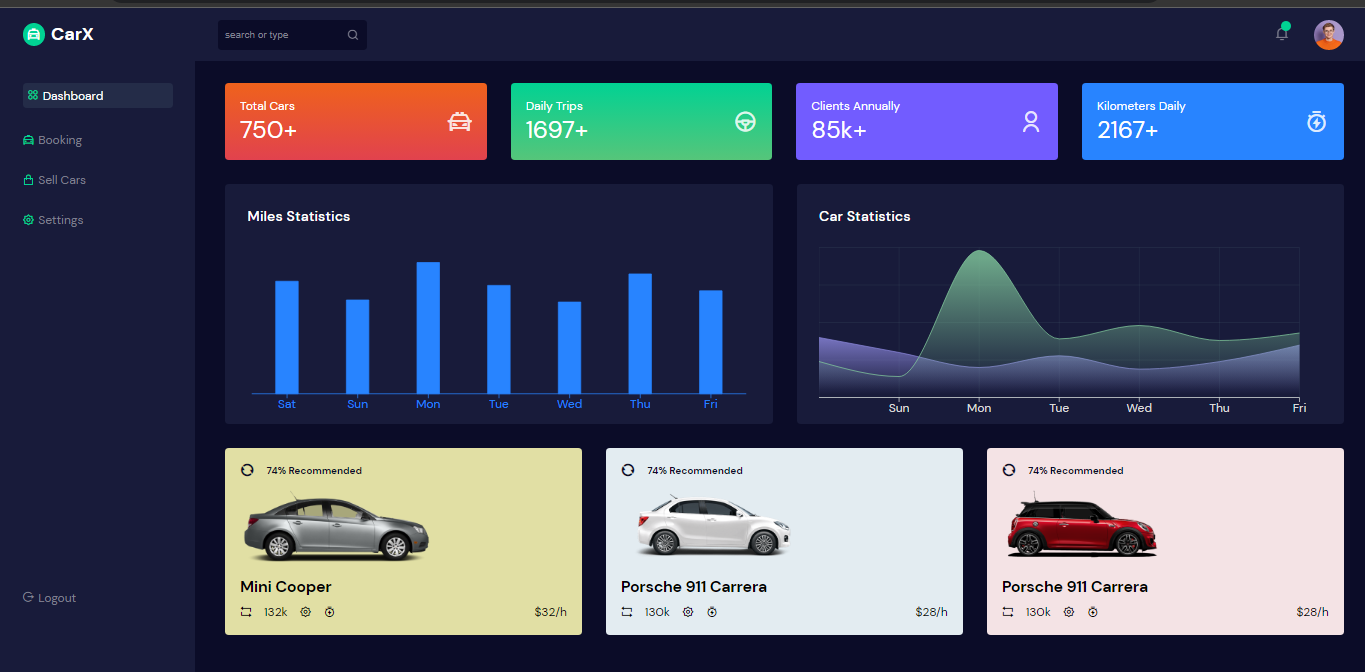 CarX
search or type
Dashboard
Booking
Sell Cars
Settings
Logout
Total Cars
750+
Daily Trips
1697+
Clients Annually
85k+
Kilometers Daily
2167+
Miles Statistics
Sat Sun Mon Tue Wed Thu Fri
Car Statistics
Sun Mon Tue Wed Thu Fri
74% Recommended
Mini Cooper
132k $32/h
74% Recommended
Porsche 911 Carrera
130k $28/h
74% Recommended
Porsche 911 Carrera
130k $28/h